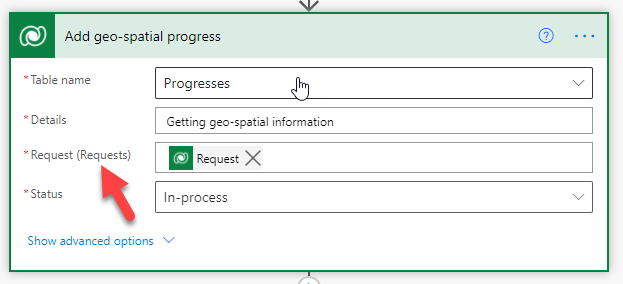 Add geo-spatial progress
* Table name
Progresses
* Details
Getting geo-spatial information
* Request (Requests)
Request
* Status
In-process
Show advanced options